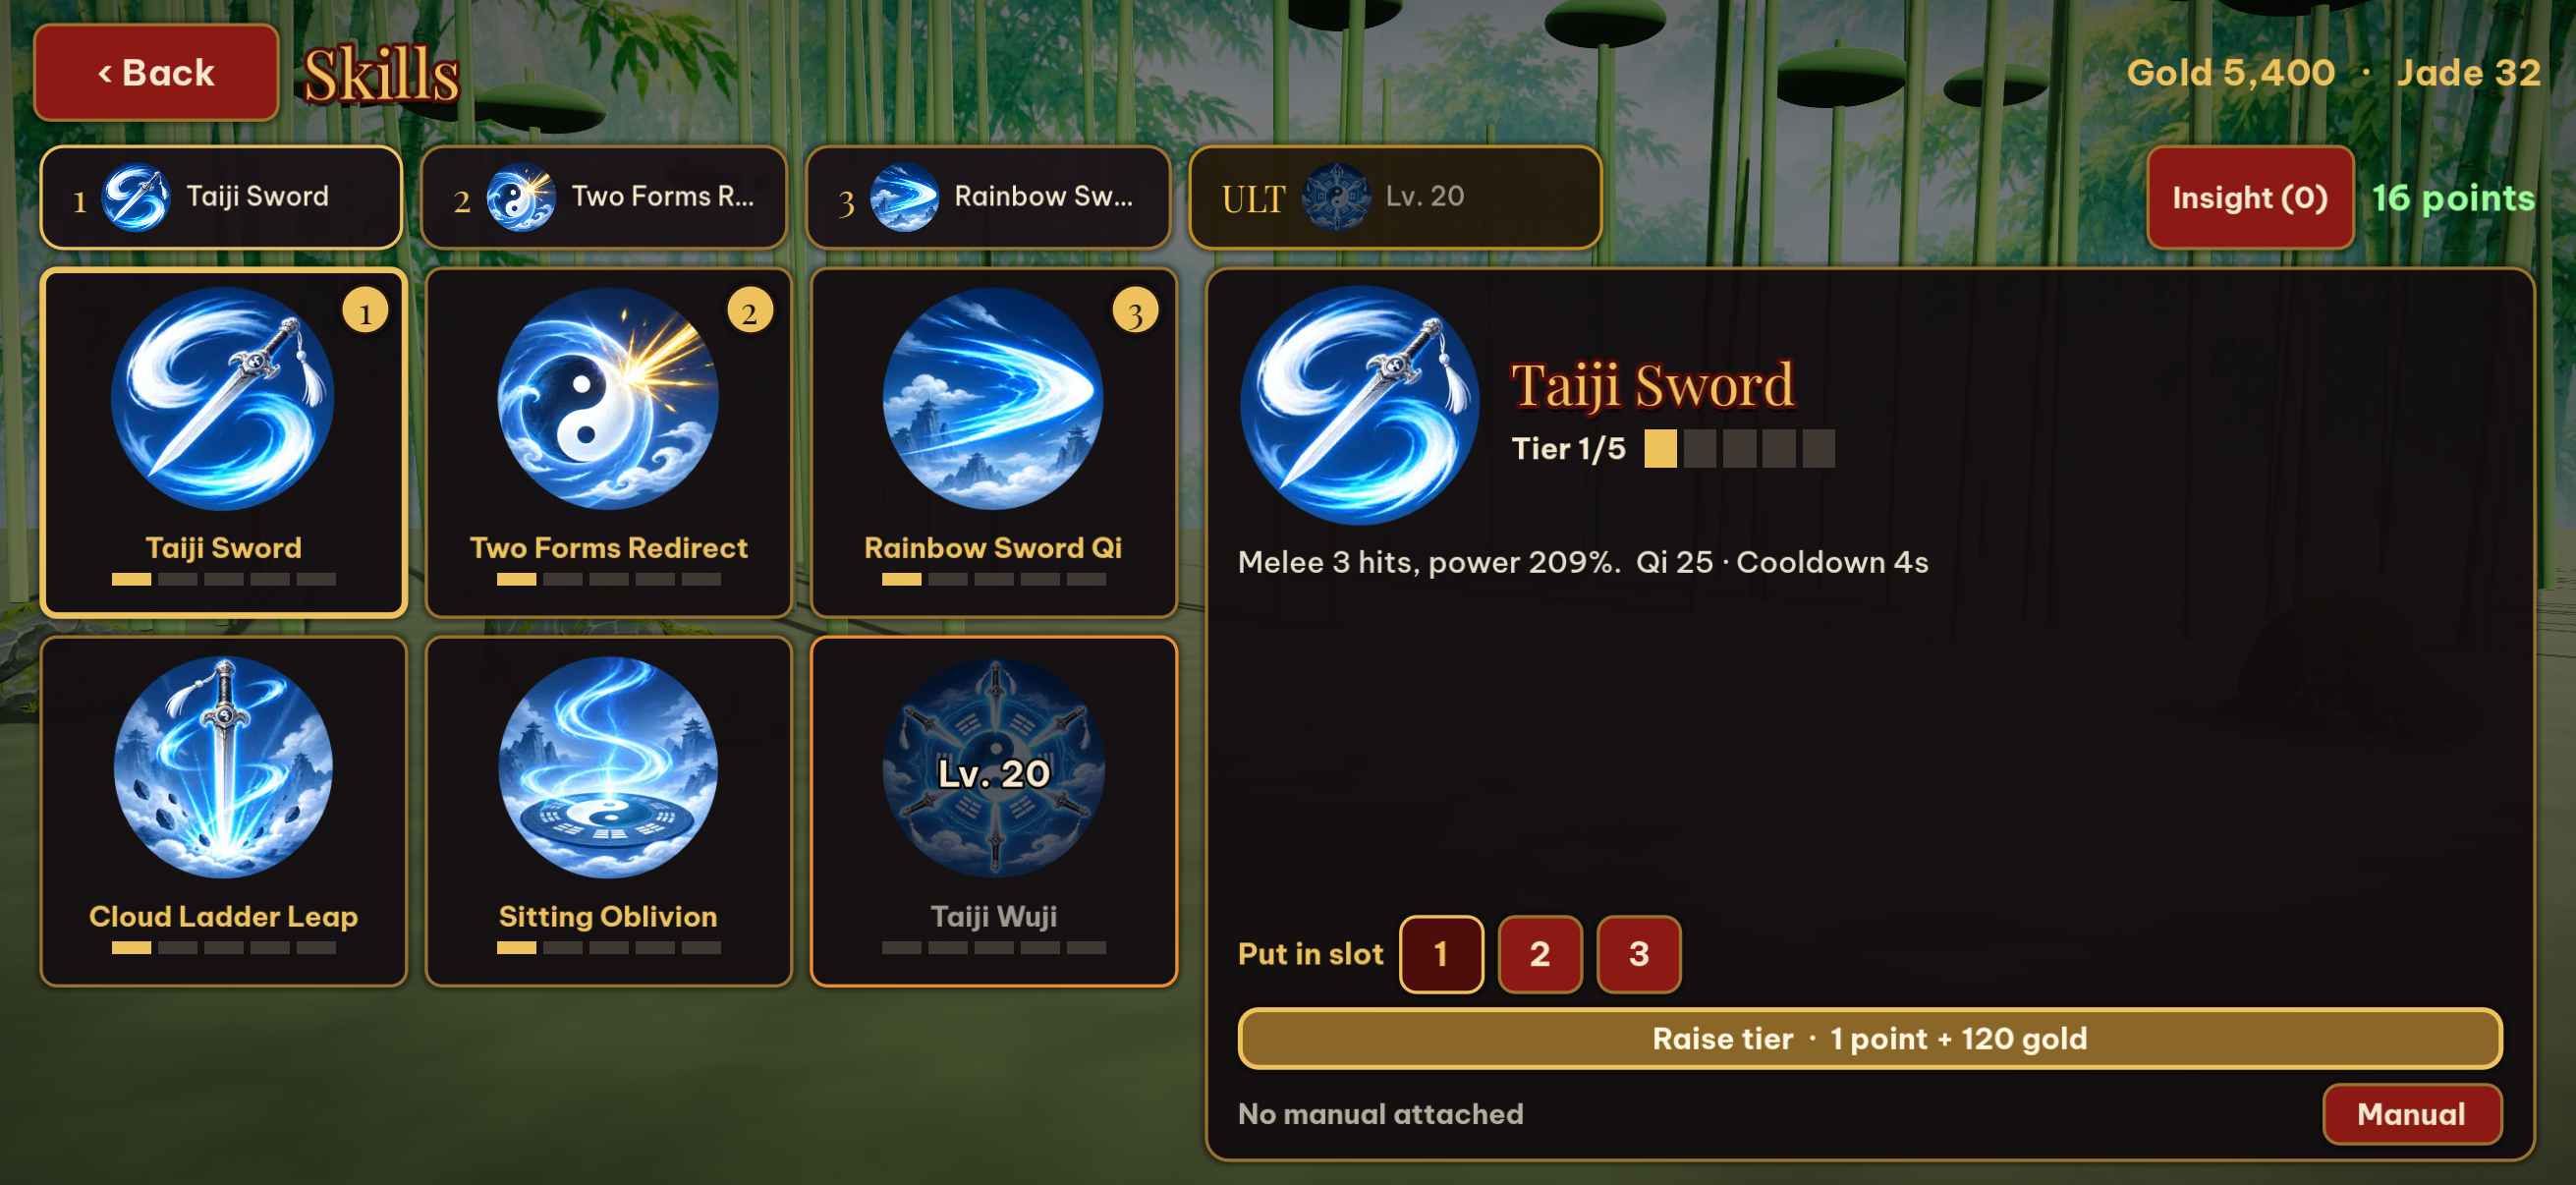 < Back
Skills
Gold 5,400 · Jade 32
1 Taiji Sword
2 Two Forms R...
3 Rainbow Sw...
ULT Lv. 20
Insight (0)
16 points
1
Taiji Sword
2
Two Forms Redirect
3
Rainbow Sword Qi
Cloud Ladder Leap
Sitting Oblivion
Lv. 20
Taiji Wuji
Taiji Sword
Tier 1/5
Melee 3 hits, power 209%. Qi 25 · Cooldown 4s
Put in slot 1 2 3
Raise tier · 1 point + 120 gold
No manual attached
Manual